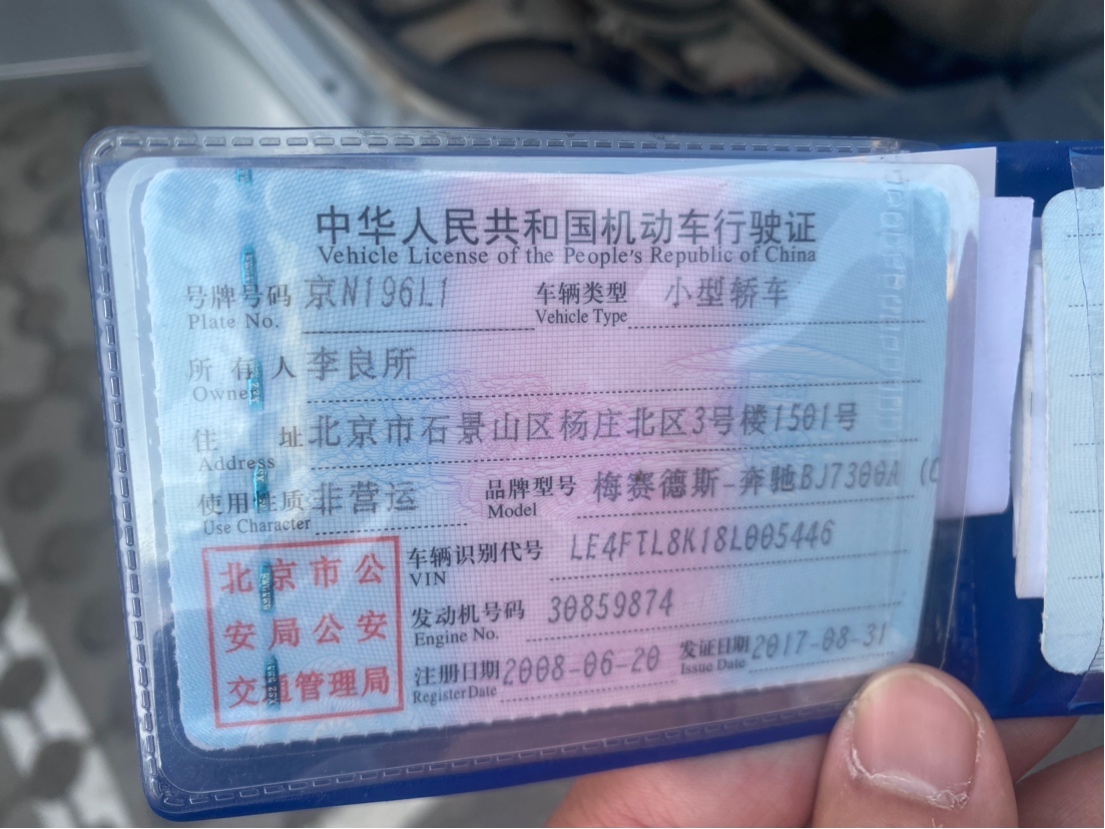 中华人民共和国机动车行驶证
Vehicle License of the People's Republic of China
号牌号码 京N196L1 车辆类型 小型轿车
Plate No. Vehicle Type
所有人 李良所
Owner
住址 北京市石景山区杨庄北区3号楼1501号
Address
使用性质 非营运 品牌型号 梅赛德斯-奔驰BJ7300A (
Use Character Model
北京市公
安局公安
交通管理局
车辆识别代号 LE4FTL8K18L005446
VIN
发动机号码 30859874
Engine No.
注册日期 2008-06-20 发证日期 2017-08-31
Register Date Issue Date